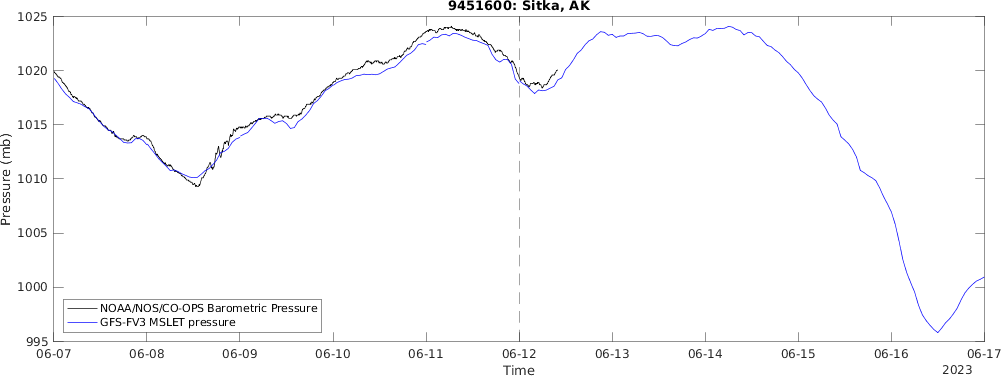 9451600: Sitka, AK
Pressure (mb)
1025
1020
1015
1010
1005
1000
995
NOAA/NOS/CO-OPS Barometric Pressure
GFS-FV3 MSLET pressure
06-07 06-08 06-09 06-10 06-11 06-12 06-13 06-14 06-15 06-16 06-17
Time
2023